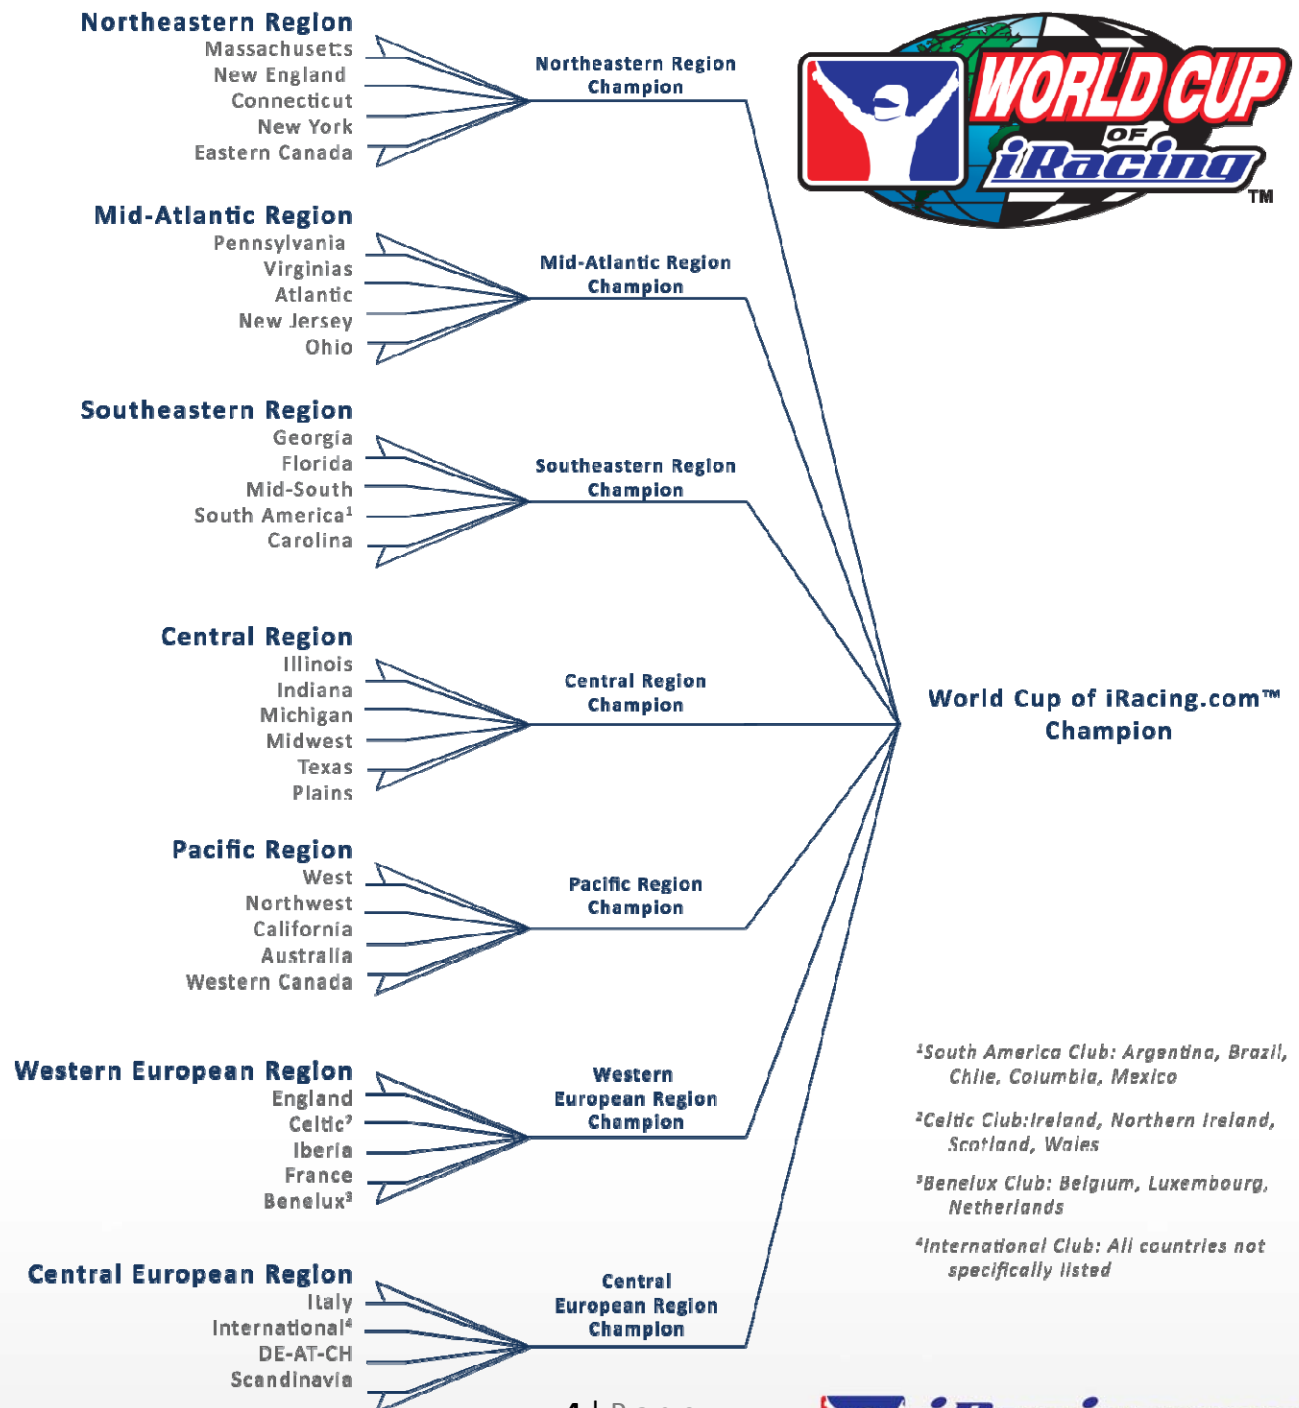 Northeastern Region
Massachusetts
New England
Connecticut
New York
Eastern Canada
Northeastern Region
Champion
WORLD CUP
OF
iRacing
TM
Mid-Atlantic Region
Pennsylvania
Virginias
Atlantic
New Jersey
Ohio
Mid-Atlantic Region
Champion
Southeastern Region
Georgia
Florida
Mid-South
South America¹
Carolina
Southeastern Region
Champion
Central Region
Illinois
Indiana
Michigan
Midwest
Texas
Plains
Central Region
Champion
World Cup of iRacing.com™
Champion
Pacific Region
West
Northwest
California
Australia
Western Canada
Pacific Region
Champion
Western European Region
England
Celtic²
Iberia
France
Benelux³
Western
European Region
Champion
Central European Region
Italy
International⁴
DE-AT-CH
Scandinavia
Central
European Region
Champion
¹South America Club: Argentina, Brazil,
Chile, Columbia, Mexico
²Celtic Club:Ireland, Northern Ireland,
Scotland, Wales
³Benelux Club: Belgium, Luxembourg,
Netherlands
⁴International Club: All countries not
specifically listed